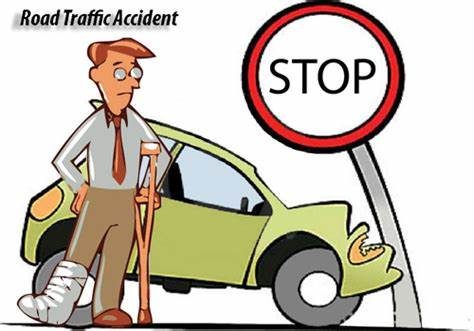 Road Traffic Accident
STOP